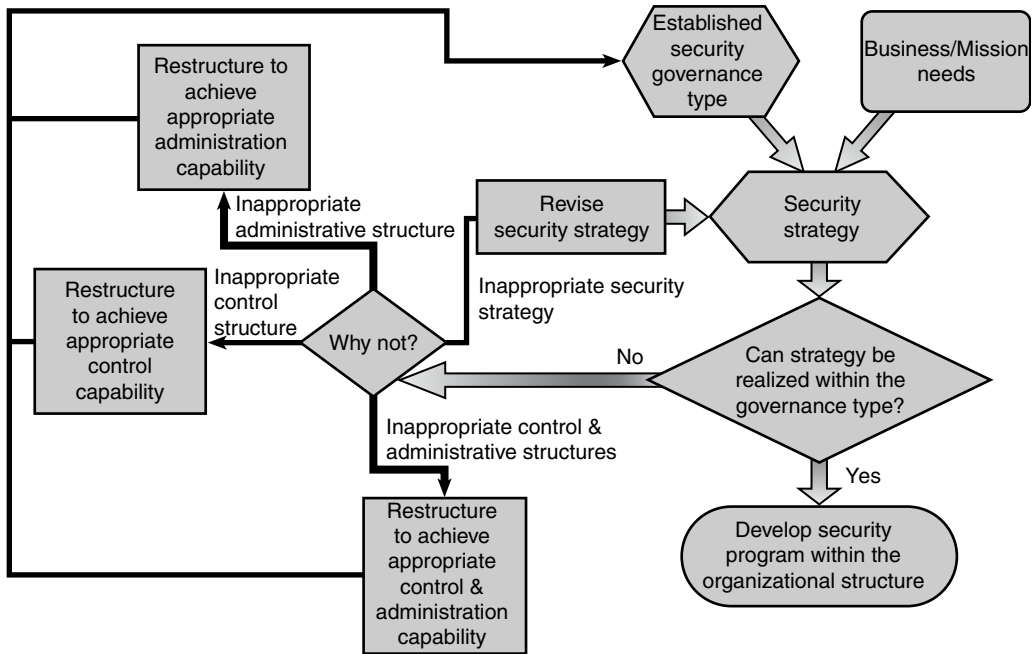 Established
security
governance
type
Business/Mission
needs
Restructure to
achieve
appropriate
administration
capability
Inappropriate
administrative structure
Revise
security strategy
Security
strategy
Restructure
to achieve
appropriate
control
capability
Inappropriate
control
structure
Why not?
Inappropriate security
strategy
No
Can strategy be
realized within the
governance type?
Inappropriate control &
administrative structures
Yes
Restructure
to achieve
appropriate
control &
administration
capability
Develop security
program within the
organizational structure